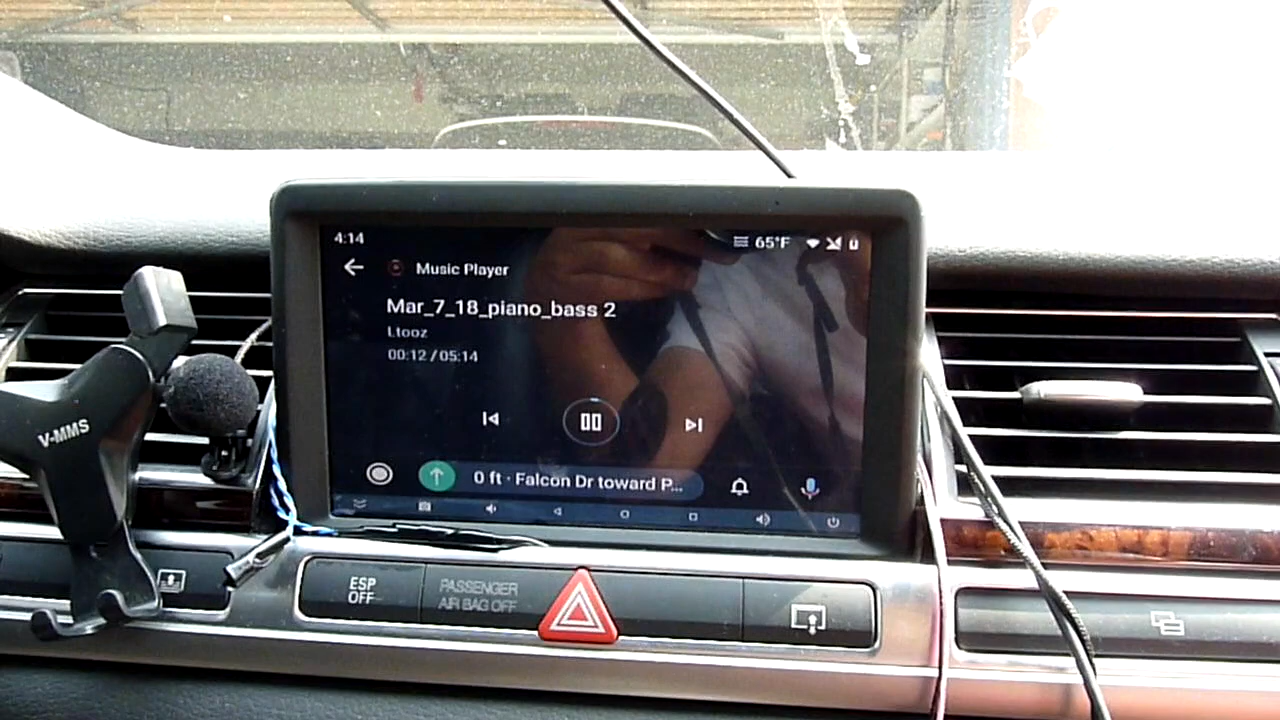 4:14
65°F
Music Player
Mar_7_18_piano_bass 2
Ltooz
00:12 / 05:14
0 ft · Falcon Dr toward P...
V-MMS
ESP
OFF
PASSENGER
AIR BAG OFF